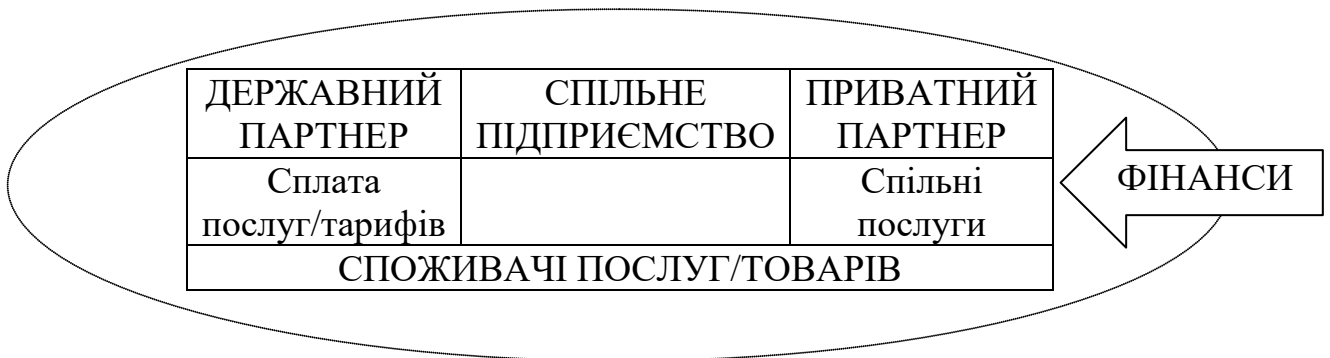 ДЕРЖАВНИЙ ПАРТНЕР
СПІЛЬНЕ ПІДПРИЄМСТВО
ПРИВАТНИЙ ПАРТНЕР
Сплата послуг/тарифів
Спільні послуги
СПОЖИВАЧІ ПОСЛУГ/ТОВАРІВ
ФІНАНСИ